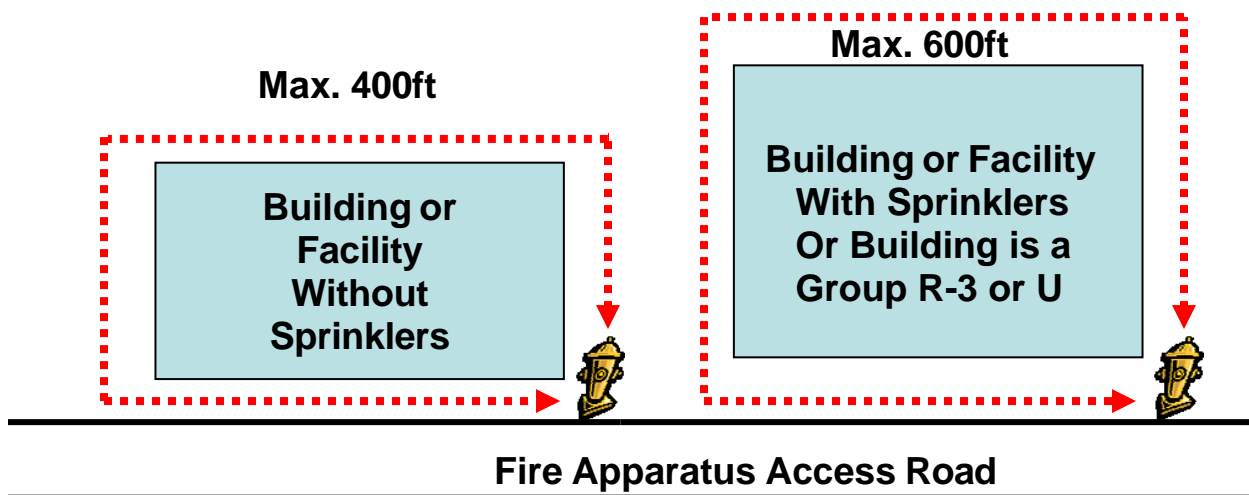 Max. 400ft
Building or
Facility
Without
Sprinklers
Max. 600ft
Building or Facility
With Sprinklers
Or Building is a
Group R-3 or U
Fire Apparatus Access Road